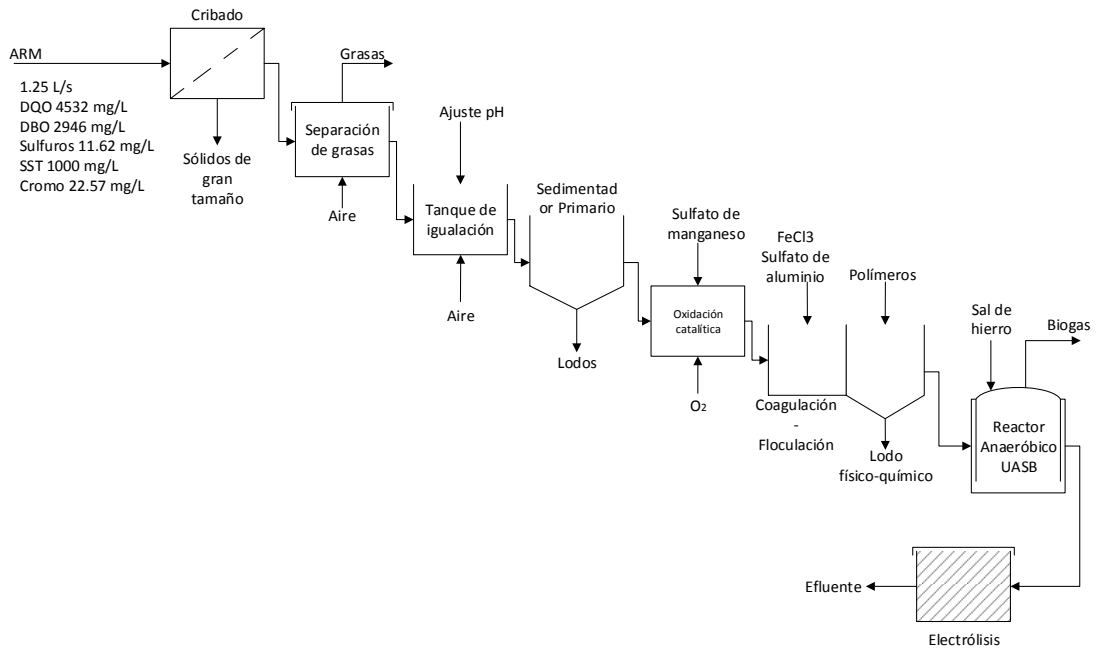 Cribado
ARM
1.25 L/s
DQO 4532 mg/L
DBO 2946 mg/L
Sulfuros 11.62 mg/L
SST 1000 mg/L
Cromo 22.57 mg/L
Sólidos de
gran
tamaño
Grasas
Separación
de grasas
Aire
Ajuste pH
Tanque de
igualación
Aire
Sedimentad
or Primario
Lodos
Sulfato de
manganeso
Oxidación
catalítica
O2
FeCl3
Sulfato de
aluminio
Coagulación
-
Floculación
Polímeros
Lodo
físico-químico
Sal de
hierro
Biogas
Reactor
Anaeróbico
UASB
Efluente
Electrólisis